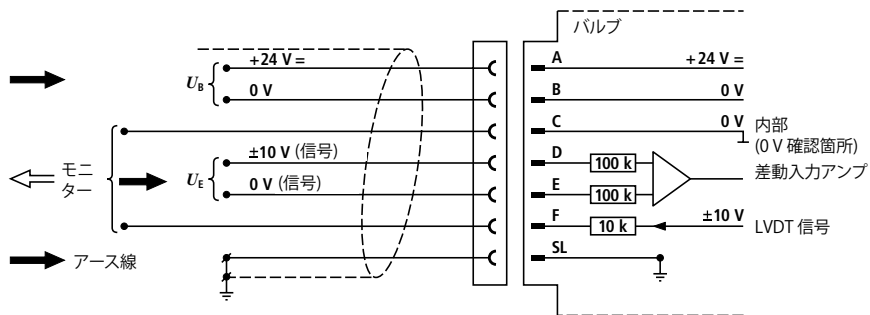 バルブ
+24 V =
A
+24 V =
U_B
0 V
B
0 V
C
0 V
内部
(0 V 確認箇所)
モニ
ター
U_E
±10 V (信号)
D
100 k
差動入力アンプ
0 V (信号)
E
100 k
F
10 k
±10 V
LVDT 信号
アース線
SL